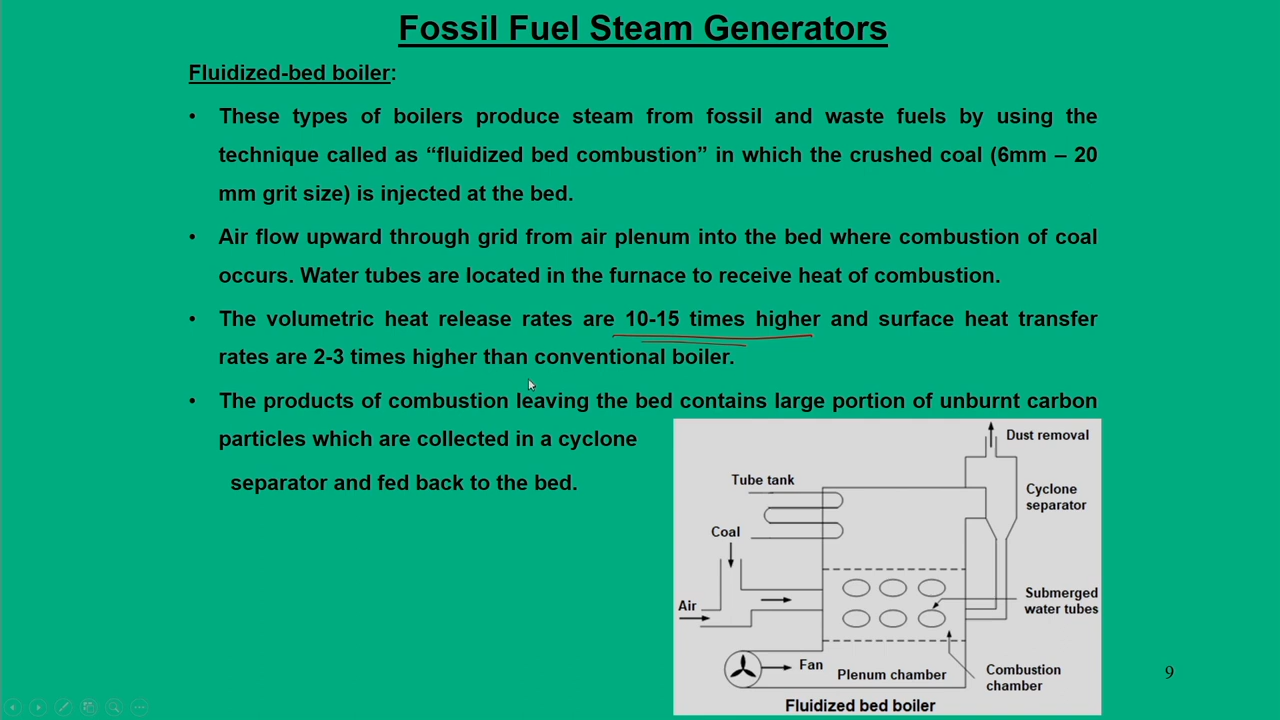 Fossil Fuel Steam Generators
Fluidized-bed boiler:
• These types of boilers produce steam from fossil and waste fuels by using the
technique called as “fluidized bed combustion” in which the crushed coal (6mm – 20
mm grit size) is injected at the bed.
• Air flow upward through grid from air plenum into the bed where combustion of coal
occurs. Water tubes are located in the furnace to receive heat of combustion.
• The volumetric heat release rates are 10-15 times higher and surface heat transfer
rates are 2-3 times higher than conventional boiler.
• The products of combustion leaving the bed contains large portion of unburnt carbon
particles which are collected in a cyclone
separator and fed back to the bed.
Dust removal
Tube tank
Cyclone
separator
Coal
Submerged
water tubes
Air
Fan
Plenum chamber
Combustion
chamber
Fluidized bed boiler
9